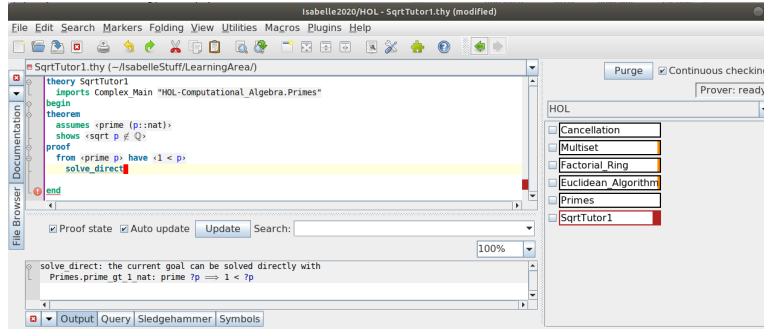 Isabelle2020/HOL - SqrtTutor1.thy (modified)
File Edit Search Markers Folding View Utilities Macros Plugins Help
SqrtTutor1.thy (~/IsabelleStuff/LearningArea/)
Purge
Continuous checking
Prover: ready
HOL
Documentation
File Browser
theory SqrtTutor1
imports Complex_Main "HOL-Computational_Algebra.Primes"
begin
theorem
assumes ‹prime (p::nat)›
shows ‹sqrt p ∉ ℚ›
proof
from ‹prime p› have ‹1 < p›
solve_direct
end
Cancellation
Multiset
Factorial_Ring
Euclidean_Algorithm
Primes
SqrtTutor1
Proof state Auto update Update Search:
100%
solve_direct: the current goal can be solved directly with
Primes.prime_gt_1_nat: prime ?p ⟹ 1 < ?p
Output Query Sledgehammer Symbols